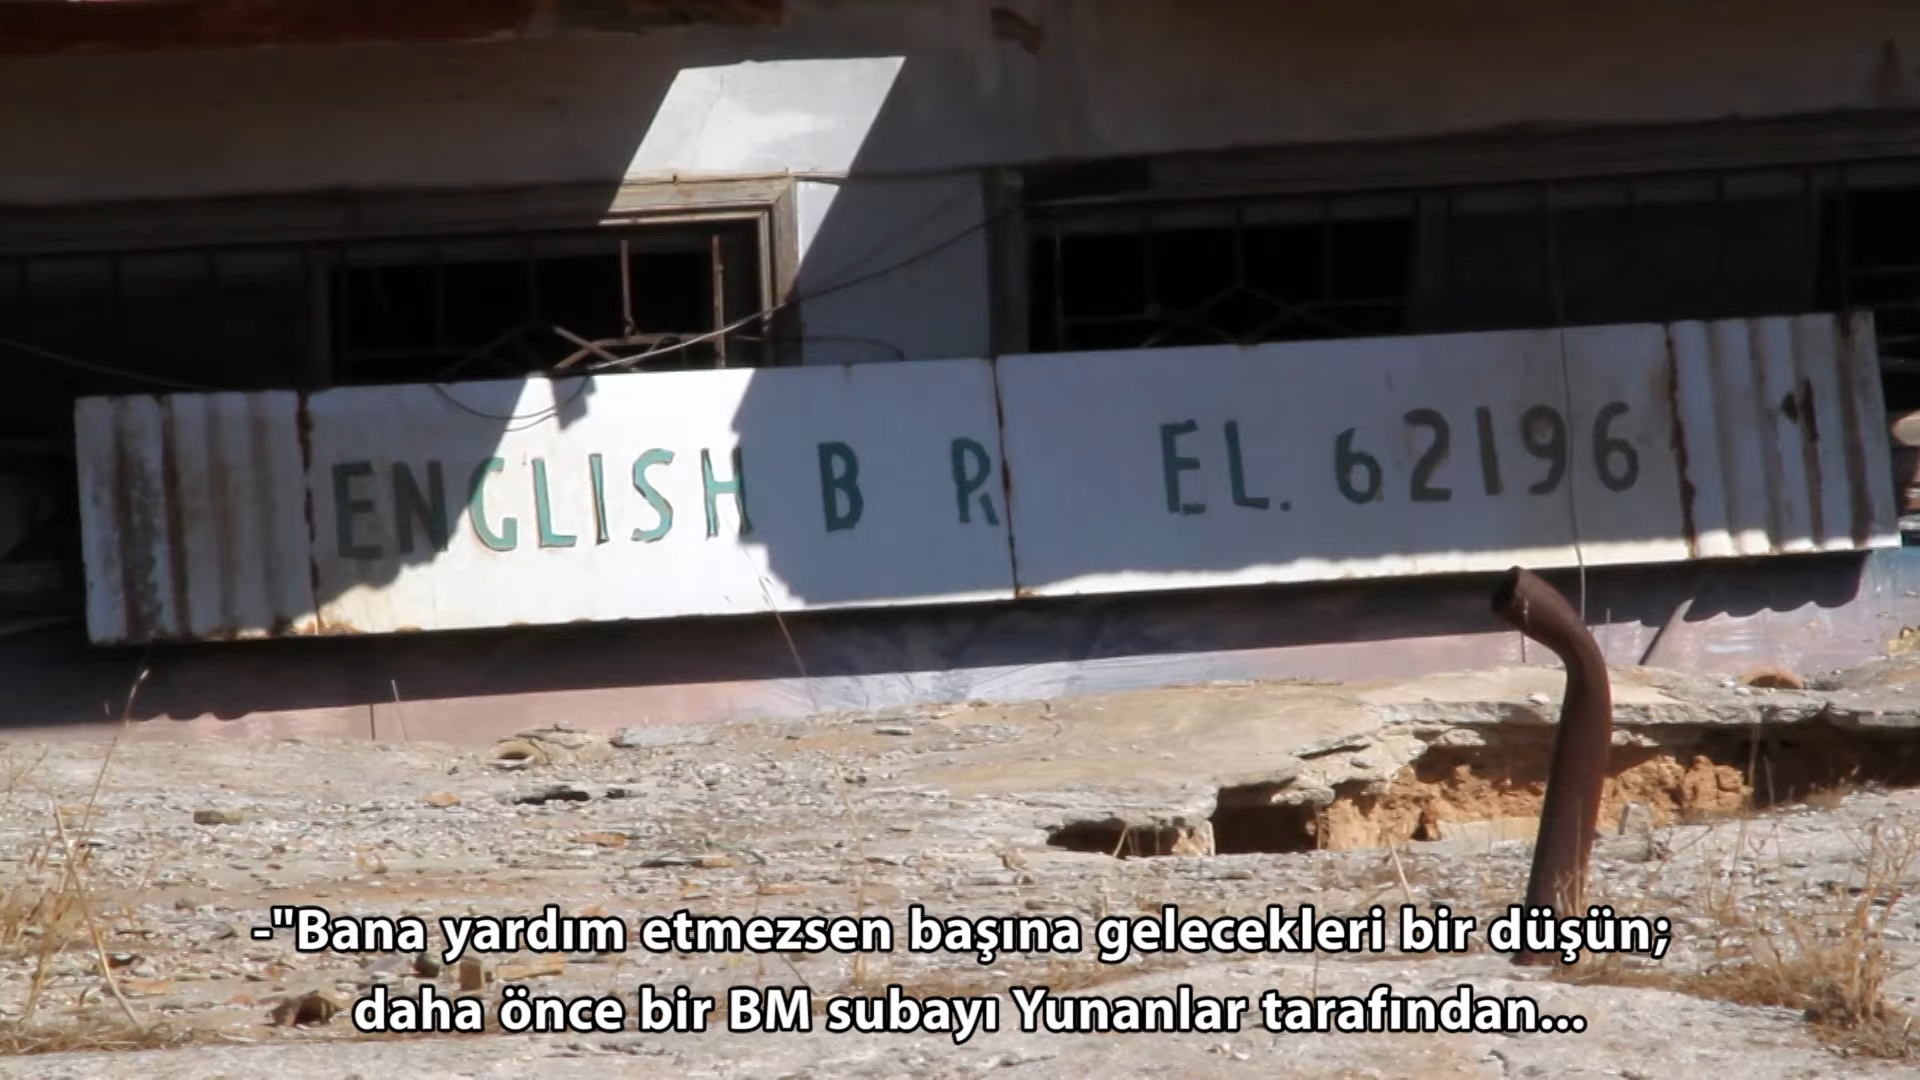 ENGLISH B R EL. 62196
-"Bana yardım etmezsen başına gelecekleri bir düşün;
daha önce bir BM subayı Yunanlar tarafından...